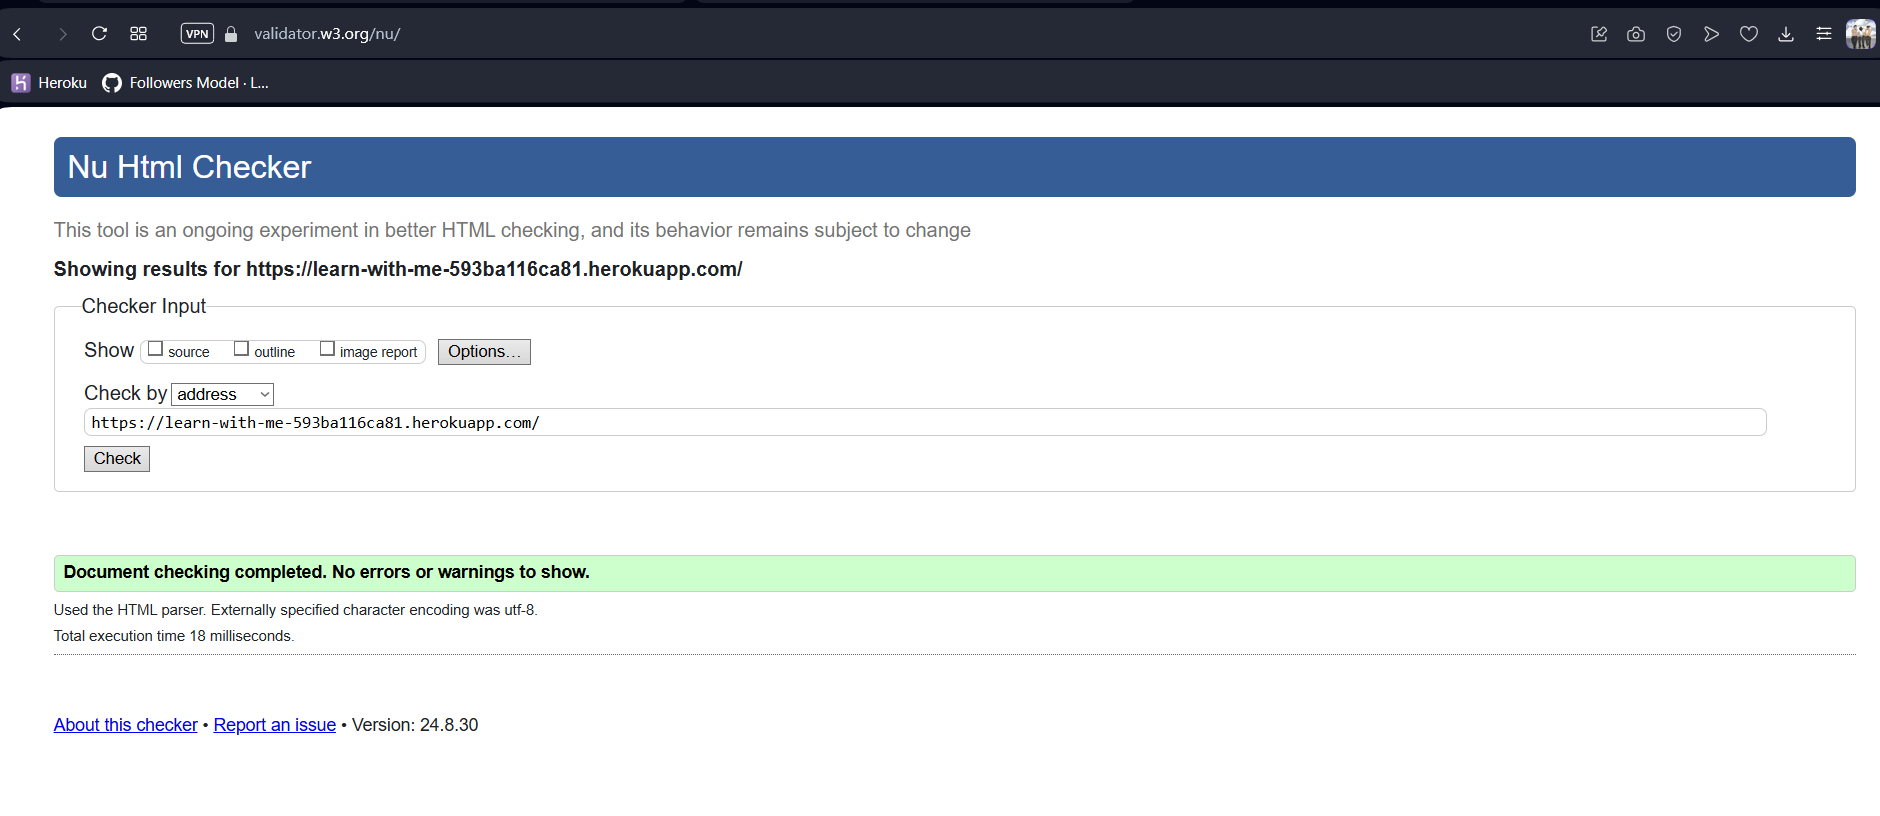 VPN validator.w3.org/nu/
Heroku Followers Model · L...
Nu Html Checker
This tool is an ongoing experiment in better HTML checking, and its behavior remains subject to change
Showing results for https://learn-with-me-593ba116ca81.herokuapp.com/
Checker Input
Show source outline image report Options...
Check by address
https://learn-with-me-593ba116ca81.herokuapp.com/
Check
Document checking completed. No errors or warnings to show.
Used the HTML parser. Externally specified character encoding was utf-8.
Total execution time 18 milliseconds.
About this checker • Report an issue • Version: 24.8.30